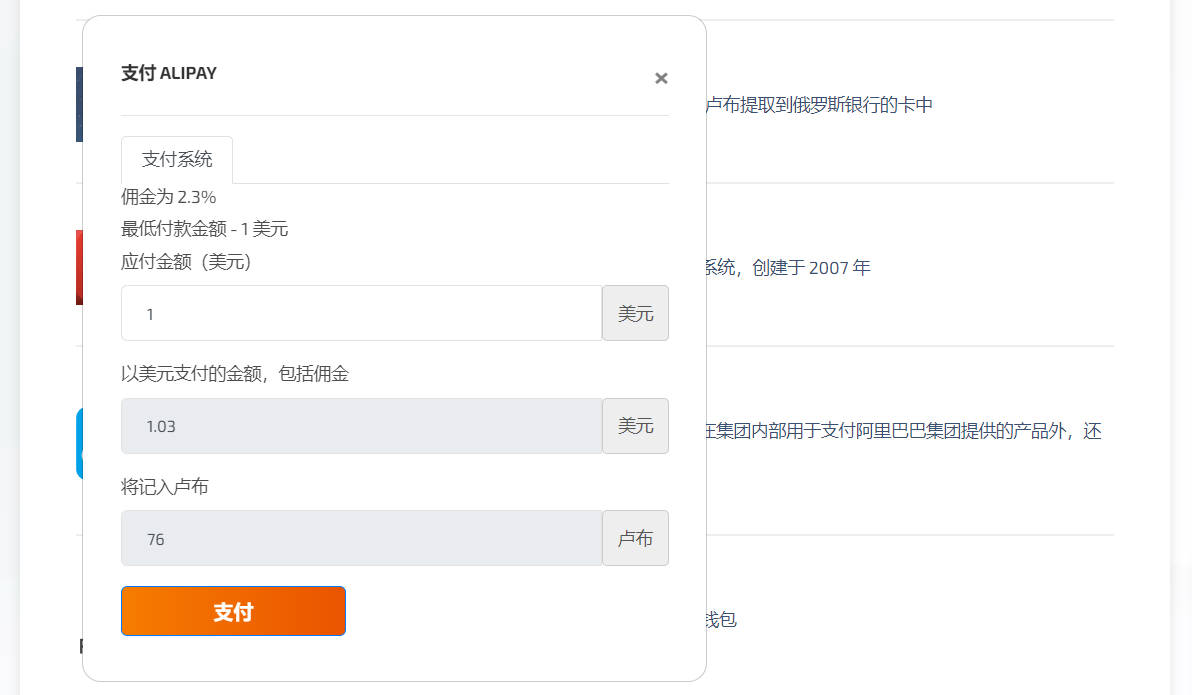 支付 ALIPAY
×
卢布提取到俄罗斯银行的卡中
支付系统
佣金为 2.3%
最低付款金额 - 1 美元
应付金额（美元）
系统，创建于 2007 年
1
美元
以美元支付的金额，包括佣金
1.03
美元
在集团内部用于支付阿里巴巴集团提供的产品外，还
将记入卢布
76
卢布
支付
钱包